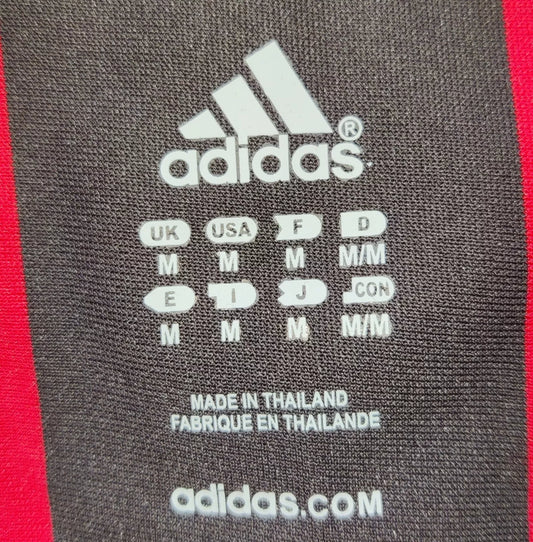 adidas®
UK USA F D
M M M M/M
E I J CON
M M M M/M
MADE IN THAILAND
FABRIQUE EN THAILANDE
adidas.COM